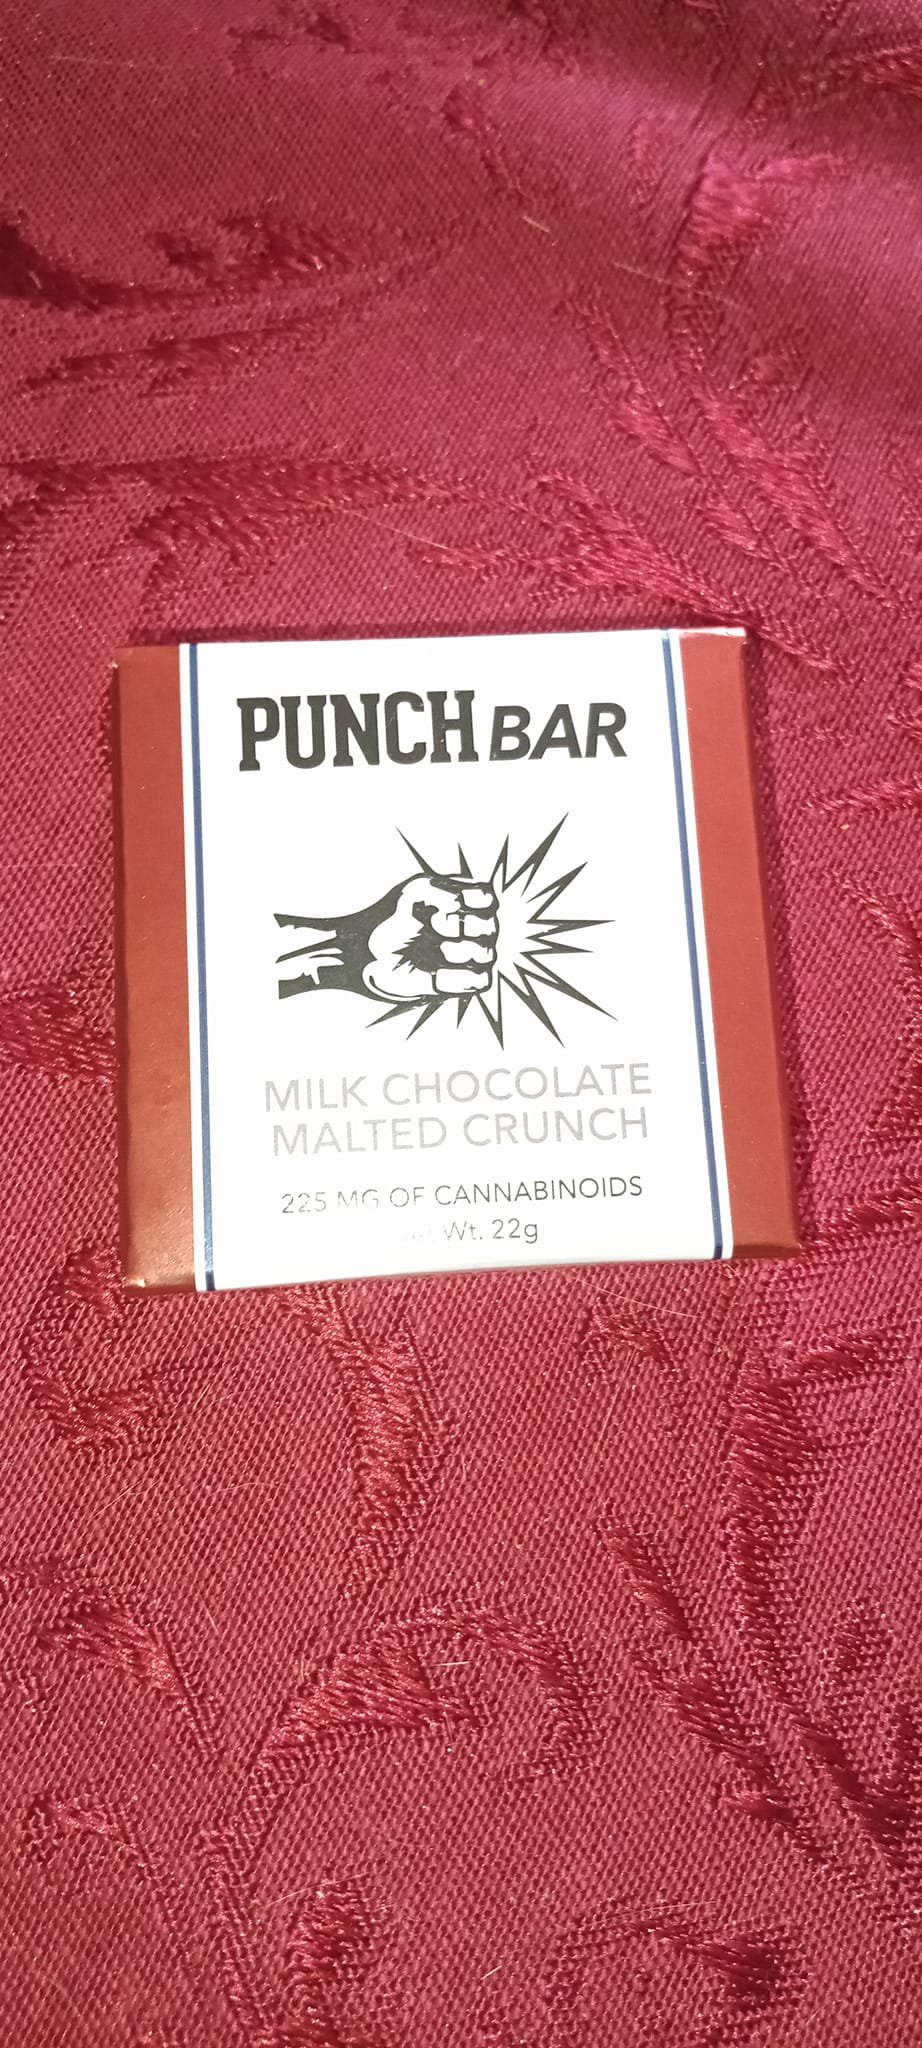 PUNCH BAR
MILK CHOCOLATE
MALTED CRUNCH
225 MG OF CANNABINOIDS
Wt. 22g